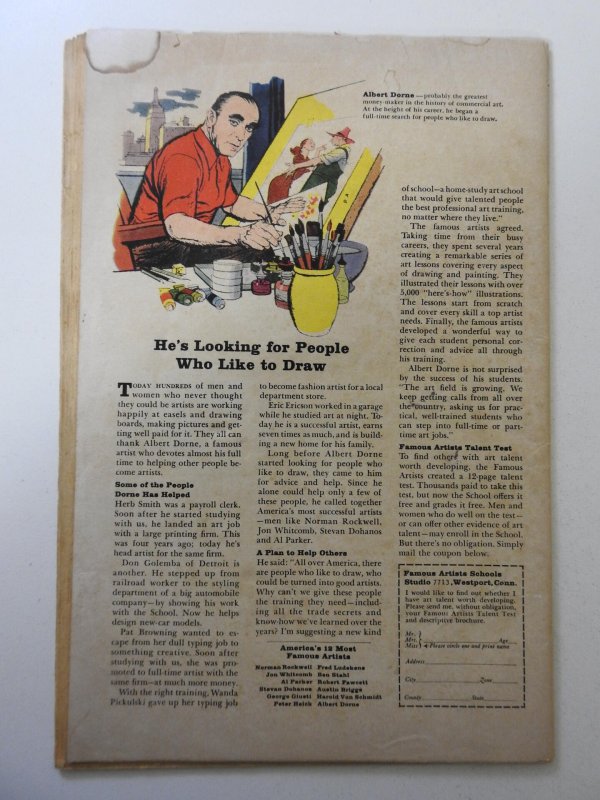 Albert Dorne—probably the greatest
money-maker in the history of commercial art.
At the height of his career, he began a
full-time search for people who like to draw.
He's Looking for People
Who Like to Draw
TODAY HUNDREDS of men and
women who never thought
they could be artists are working
happily at easels and drawing
boards, making pictures and get-
ting well paid for it. They all can
thank Albert Dorne, a famous
artist who devotes almost his full
time to helping other people be-
come artists.
Some of the People
Dorne Has Helped
Herb Smith was a payroll clerk.
Soon after he started studying
with us, he landed an art job
with a large printing firm. This
was four years ago; today he's
head artist for the same firm.
Don Golemba of Detroit is
another. He stepped up from
railroad worker to the styling
department of a big automobile
company—by showing his work
with the School. Now he helps
design new-car models.
Pat Browning wanted to es-
cape from her dull typing job to
something creative. Soon after
studying with us, she was pro-
moted to full-time artist with the
same firm—at much more money.
With the right training, Wanda
Pickulski gave up her typing job
to become fashion artist for a local
department store.
Eric Ericson worked in a garage
while he studied art at night. To-
day he is a successful artist, earns
seven times as much, and is build-
ing a new home for his family.
Long before Albert Dorne
started looking for people who
like to draw, they came to him
for advice and help. Since he
alone could help only a few of
these people, he called together
America's most successful artists
—men like Norman Rockwell,
Jon Whitcomb, Stevan Dohanos
and Al Parker.
A Plan to Help Others
He said: "All over America, there
are people who like to draw, who
could be turned into good artists.
Why can't we give these people
the training they need—includ-
ing all the trade secrets and
know-how we've learned over the
years? I'm suggesting a new kind
America's 12 Most
Famous Artists
Norman Rockwell Fred Ludekens
Jon Whitcomb Ben Stahl
Al Parker Robert Fawcett
Stevan Dohanos Austin Briggs
George Giusti Harold Von Schmidt
Peter Helck Albert Dorne
of school—a home-study art school
that would give talented people
the best professional art training,
no matter where they live."
The famous artists agreed.
Taking time from their busy
careers, they spent several years
creating a remarkable series of
art lessons covering every aspect
of drawing and painting. They
illustrated their lessons with over
5,000 "here's-how" illustrations.
The lessons start from scratch
and cover every skill a top artist
needs. Finally, the famous artists
developed a wonderful way to
give each student personal cor-
rection and advice all through
his training.
Albert Dorne is not surprised
by the success of his students.
"The art field is growing. We
keep getting calls from all over
the country, asking us for prac-
tical, well-trained students who
can step into full-time or part-
time art jobs."
Famous Artists Talent Test
To find others with art talent
worth developing, the Famous
Artists created a 12-page talent
test. Thousands paid to take this
test, but now the School offers it
free and grades it free. Men and
women who do well on the test—
or can offer other evidence of art
talent—may enroll in the School.
But there's no obligation. Simply
mail the coupon below.
Famous Artists Schools
Studio 7713, Westport, Conn.
I would like to find out whether I
have art talent worth developing.
Please send me, without obligation,
your Famous Artists Talent Test
and descriptive brochure.
Mr.
Mrs. Age
Miss Please circle one and print name
Address
City Zone
County State